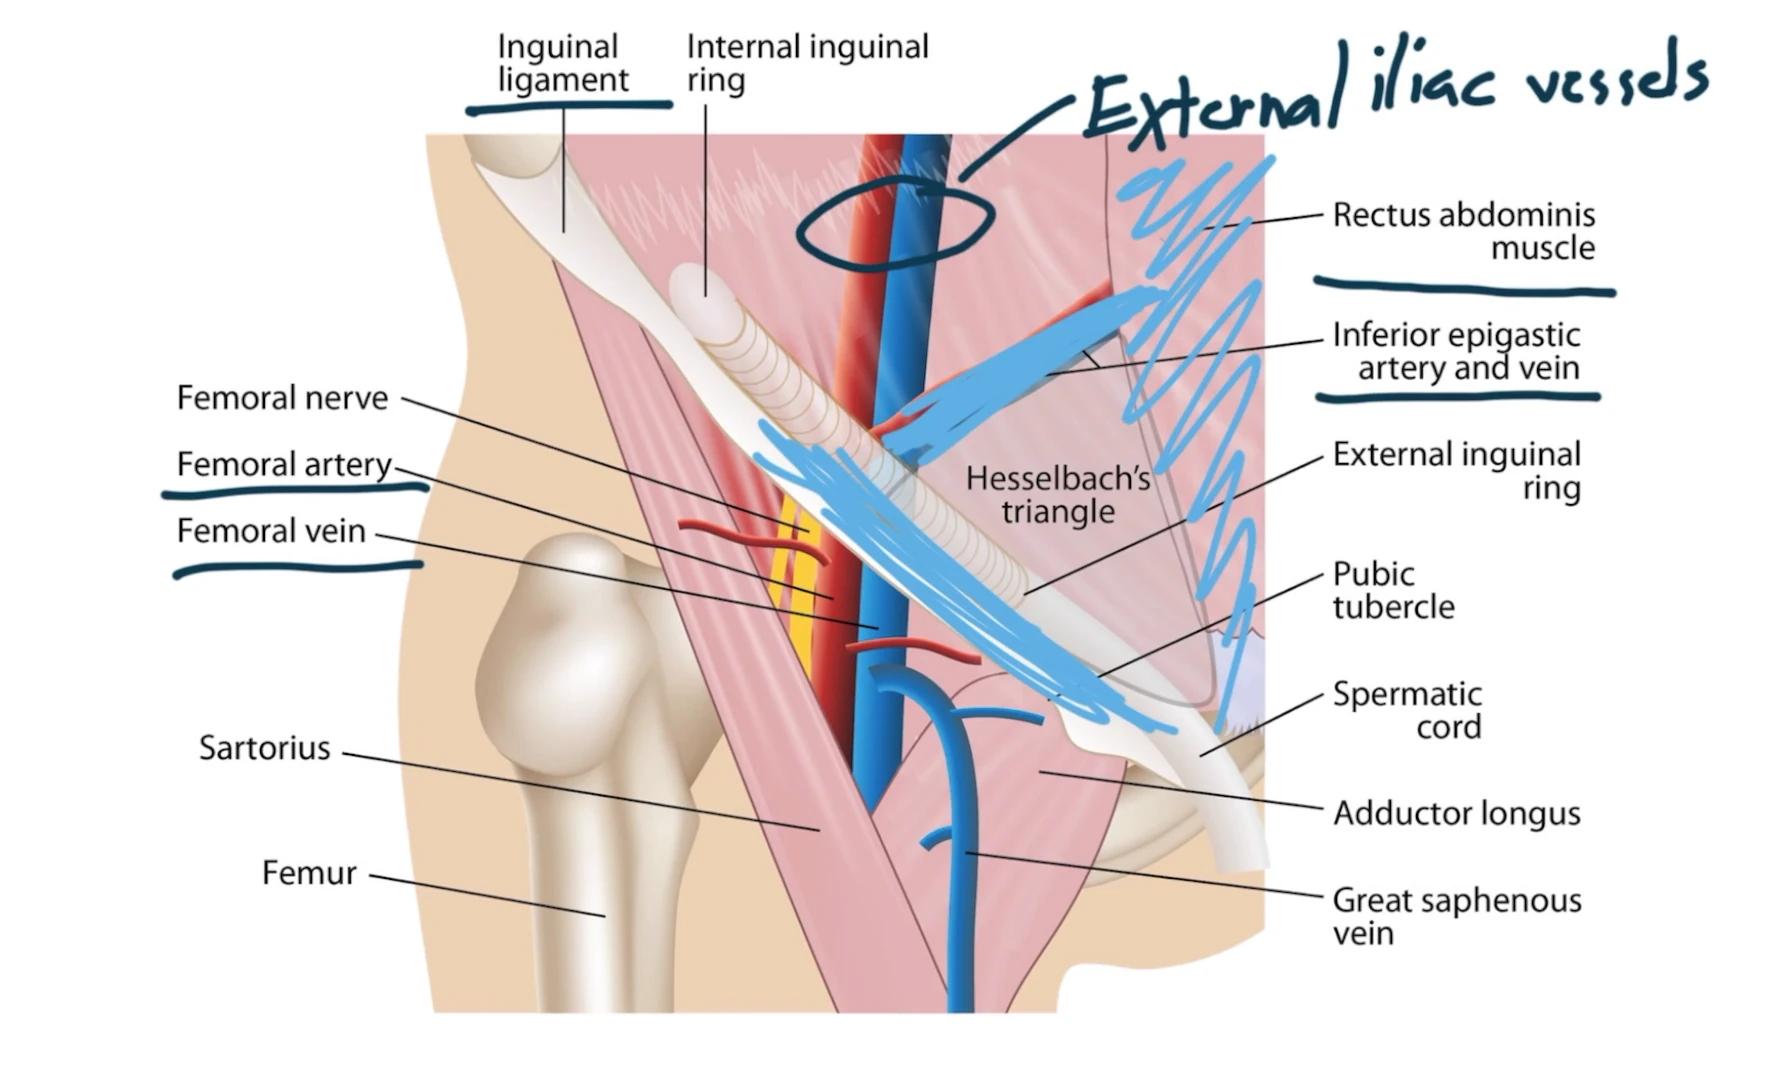 Inguinal
ligament
Internal inguinal
ring
External iliac vessels
Rectus abdominis
muscle
Inferior epigastic
artery and vein
External inguinal
ring
Pubic
tubercle
Spermatic
cord
Adductor longus
Great saphenous
vein
Hesselbach's
triangle
Femoral nerve
Femoral artery
Femoral vein
Sartorius
Femur